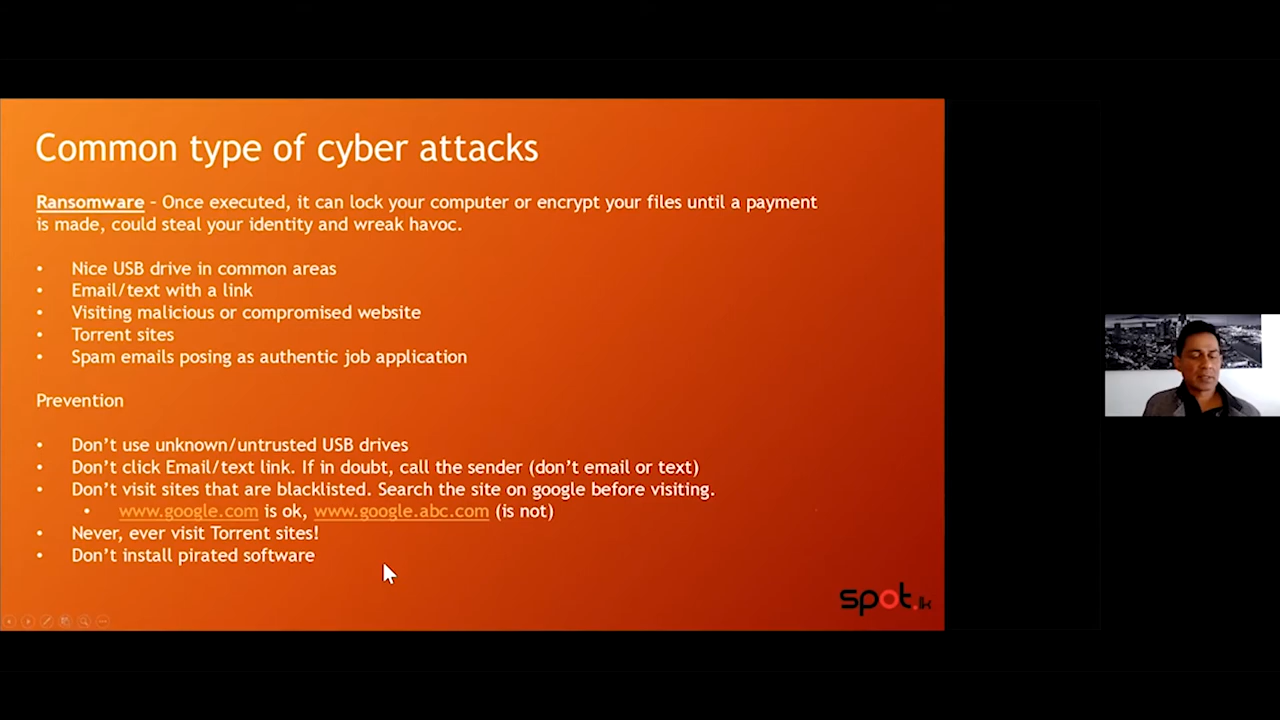 Common type of cyber attacks
Ransomware – Once executed, it can lock your computer or encrypt your files until a payment
is made, could steal your identity and wreak havoc.
• Nice USB drive in common areas
• Email/text with a link
• Visiting malicious or compromised website
• Torrent sites
• Spam emails posing as authentic job application
Prevention
• Don't use unknown/untrusted USB drives
• Don't click Email/text link. If in doubt, call the sender (don't email or text)
• Don't visit sites that are blacklisted. Search the site on google before visiting.
• www.google.com is ok, www.google.abc.com (is not)
• Never, ever visit Torrent sites!
• Don't install pirated software
spot.lk